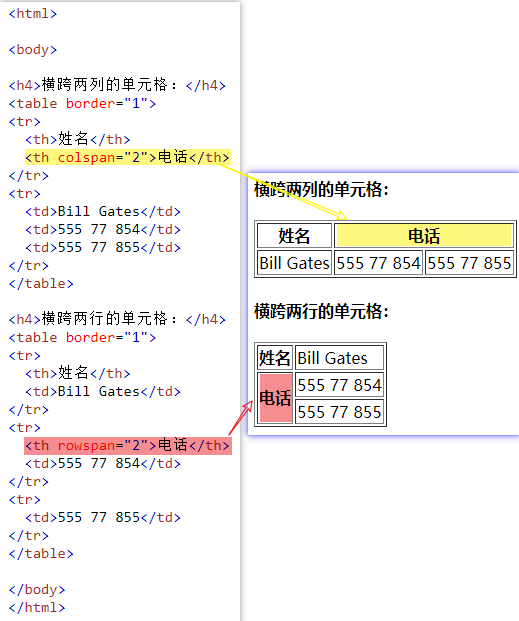 <html>
<body>
<h4>横跨两列的单元格：</h4>
<table border="1">
<tr>
<th>姓名</th>
<th colspan="2">电话</th>
</tr>
<tr>
<td>Bill Gates</td>
<td>555 77 854</td>
<td>555 77 855</td>
</tr>
</table>
<h4>横跨两行的单元格：</h4>
<table border="1">
<tr>
<th>姓名</th>
<td>Bill Gates</td>
</tr>
<tr>
<th rowspan="2">电话</th>
<td>555 77 854</td>
</tr>
<tr>
<td>555 77 855</td>
</tr>
</table>
</body>
</html>
横跨两列的单元格：
姓名 电话
Bill Gates 555 77 854 555 77 855
横跨两行的单元格：
姓名 Bill Gates
电话 555 77 854
555 77 855